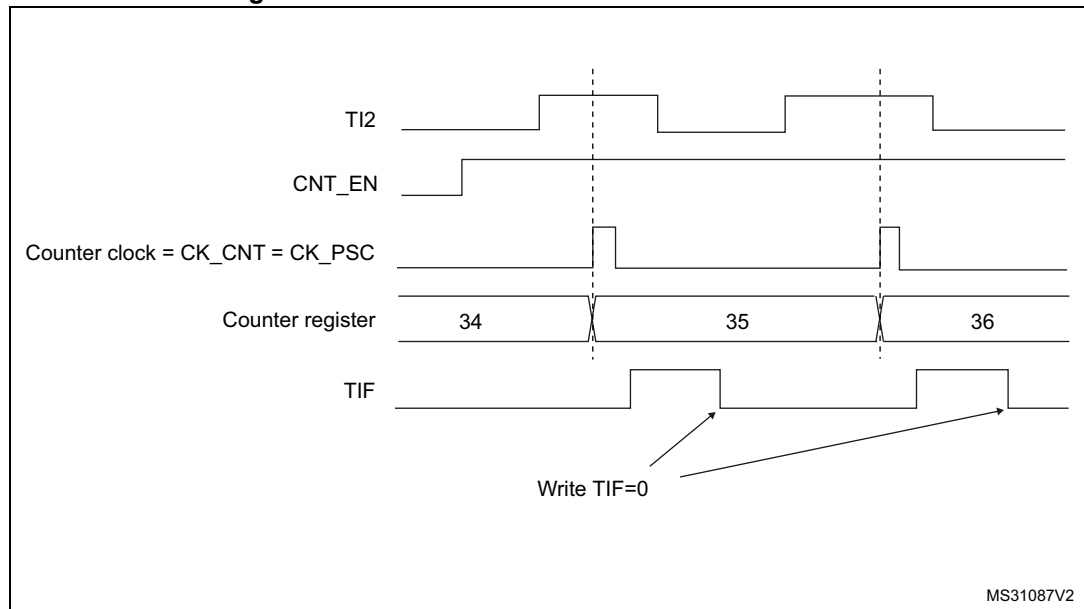 TI2
CNT_EN
Counter clock = CK_CNT = CK_PSC
Counter register 34 35 36
TIF
Write TIF=0
MS31087V2